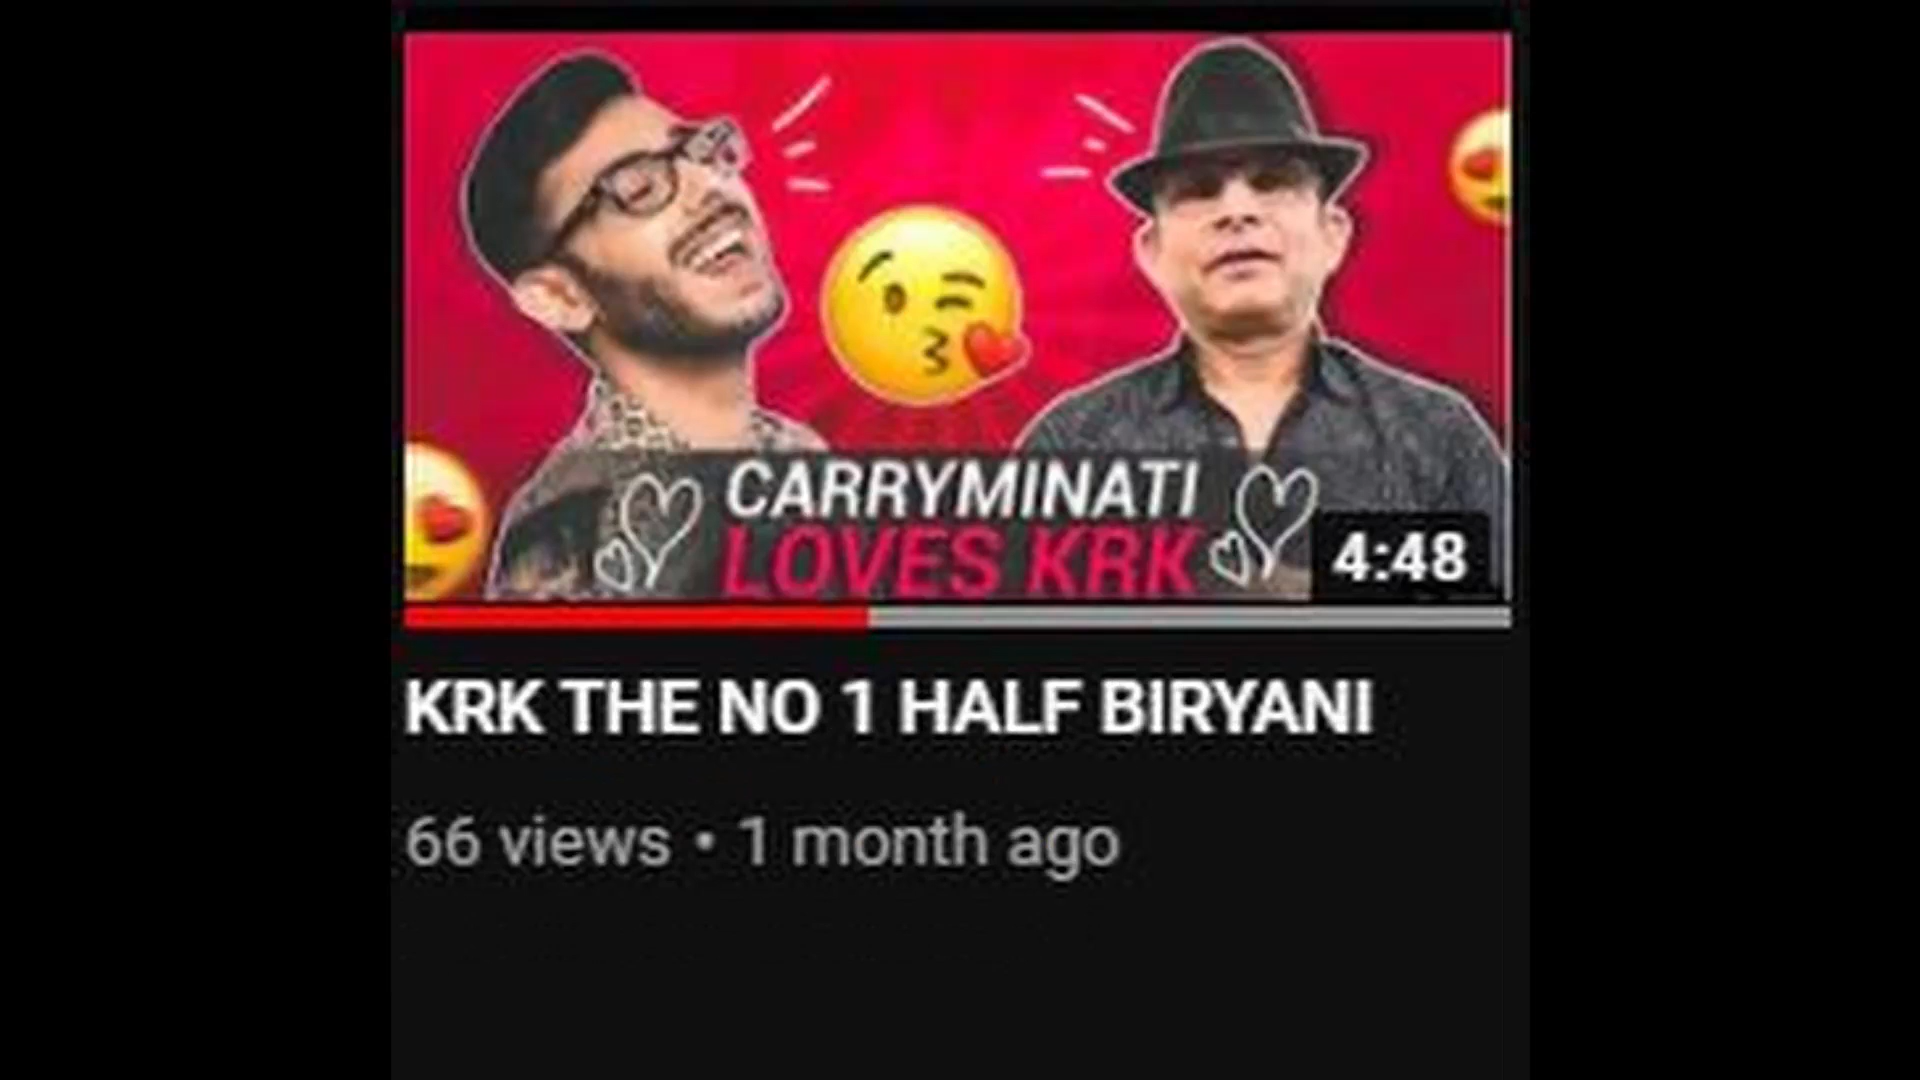 CARRYMINATI
LOVES KRK
4:48
KRK THE NO 1 HALF BIRYANI
66 views • 1 month ago